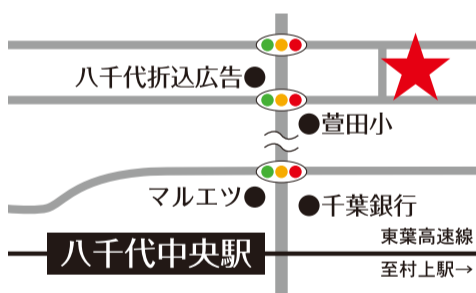 八千代折込広告
萱田小
マルエツ
千葉銀行
東葉高速線
八千代中央駅
至村上駅→